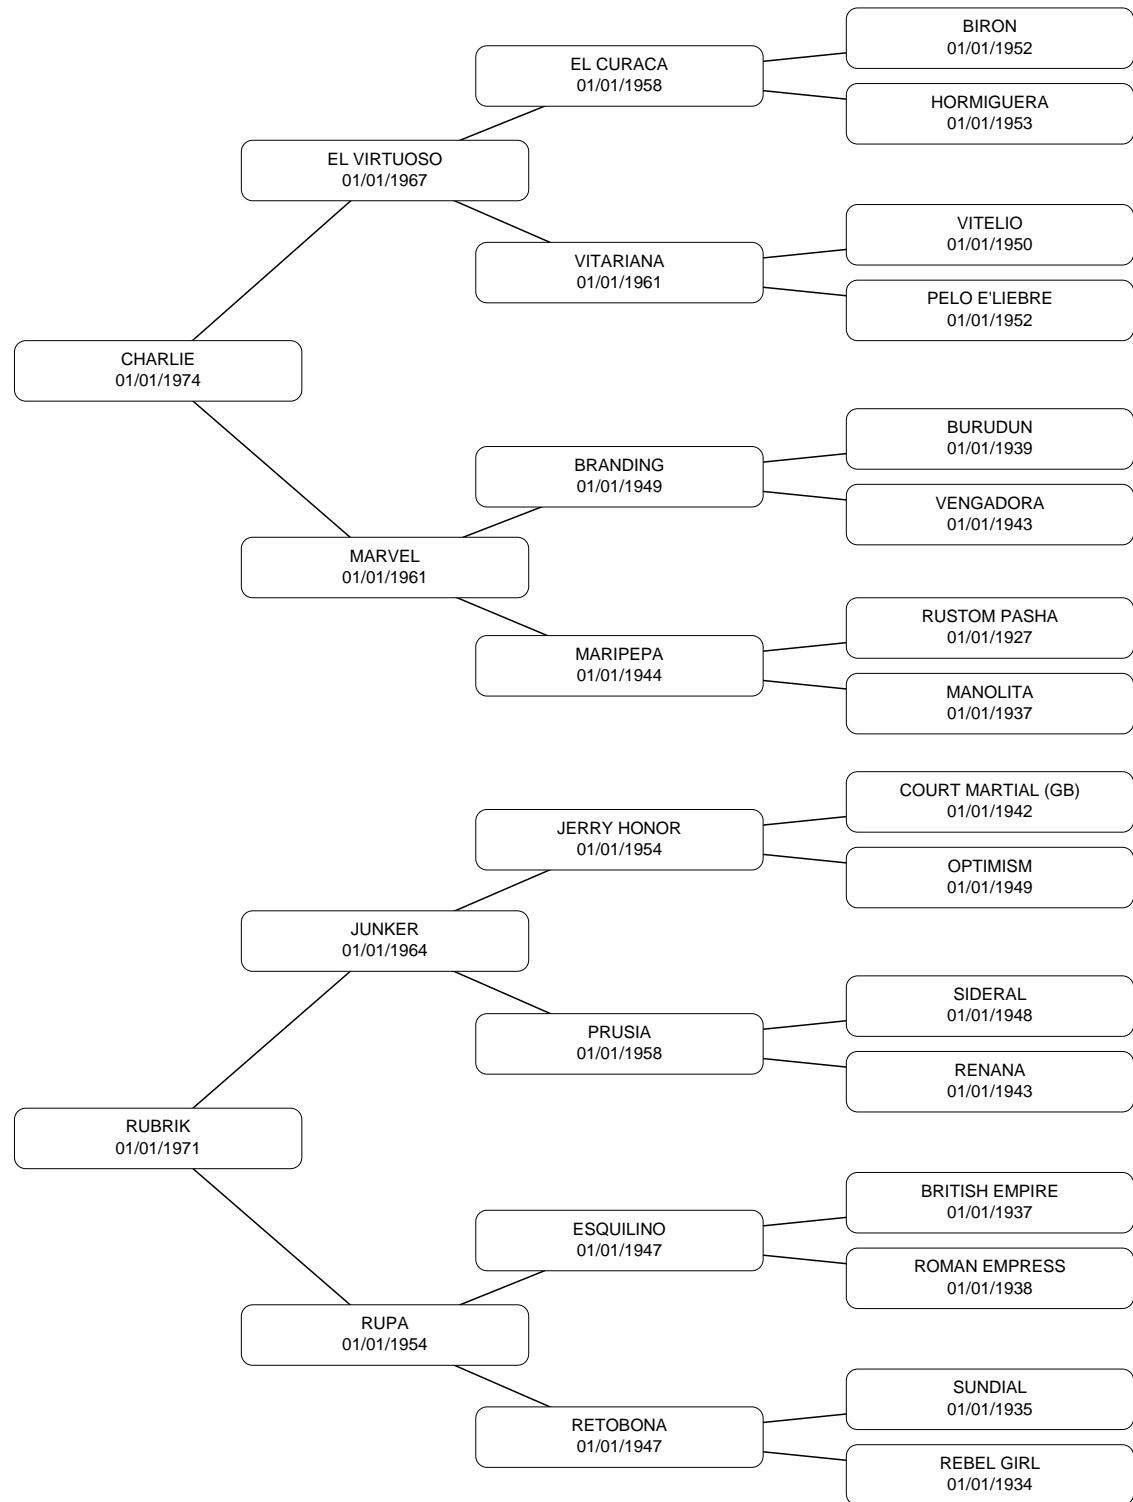 BIRON
01/01/1952
EL CURACA
01/01/1958
HORMIGUERA
01/01/1953
EL VIRTUOSO
01/01/1967
VITELIO
01/01/1950
VITARIANA
01/01/1961
PELO E'LIEBRE
01/01/1952
CHARLIE
01/01/1974
BURUDUN
01/01/1939
BRANDING
01/01/1949
VENGADORA
01/01/1943
MARVEL
01/01/1961
RUSTOM PASHA
01/01/1927
MARIPEPA
01/01/1944
MANOLITA
01/01/1937
COURT MARTIAL (GB)
01/01/1942
JERRY HONOR
01/01/1954
OPTIMISM
01/01/1949
JUNKER
01/01/1964
SIDERAL
01/01/1948
PRUSIA
01/01/1958
RENANA
01/01/1943
RUBRIK
01/01/1971
BRITISH EMPIRE
01/01/1937
ESQUILINO
01/01/1947
ROMAN EMPRESS
01/01/1938
RUPA
01/01/1954
SUNDIAL
01/01/1935
RETOBONA
01/01/1947
REBEL GIRL
01/01/1934